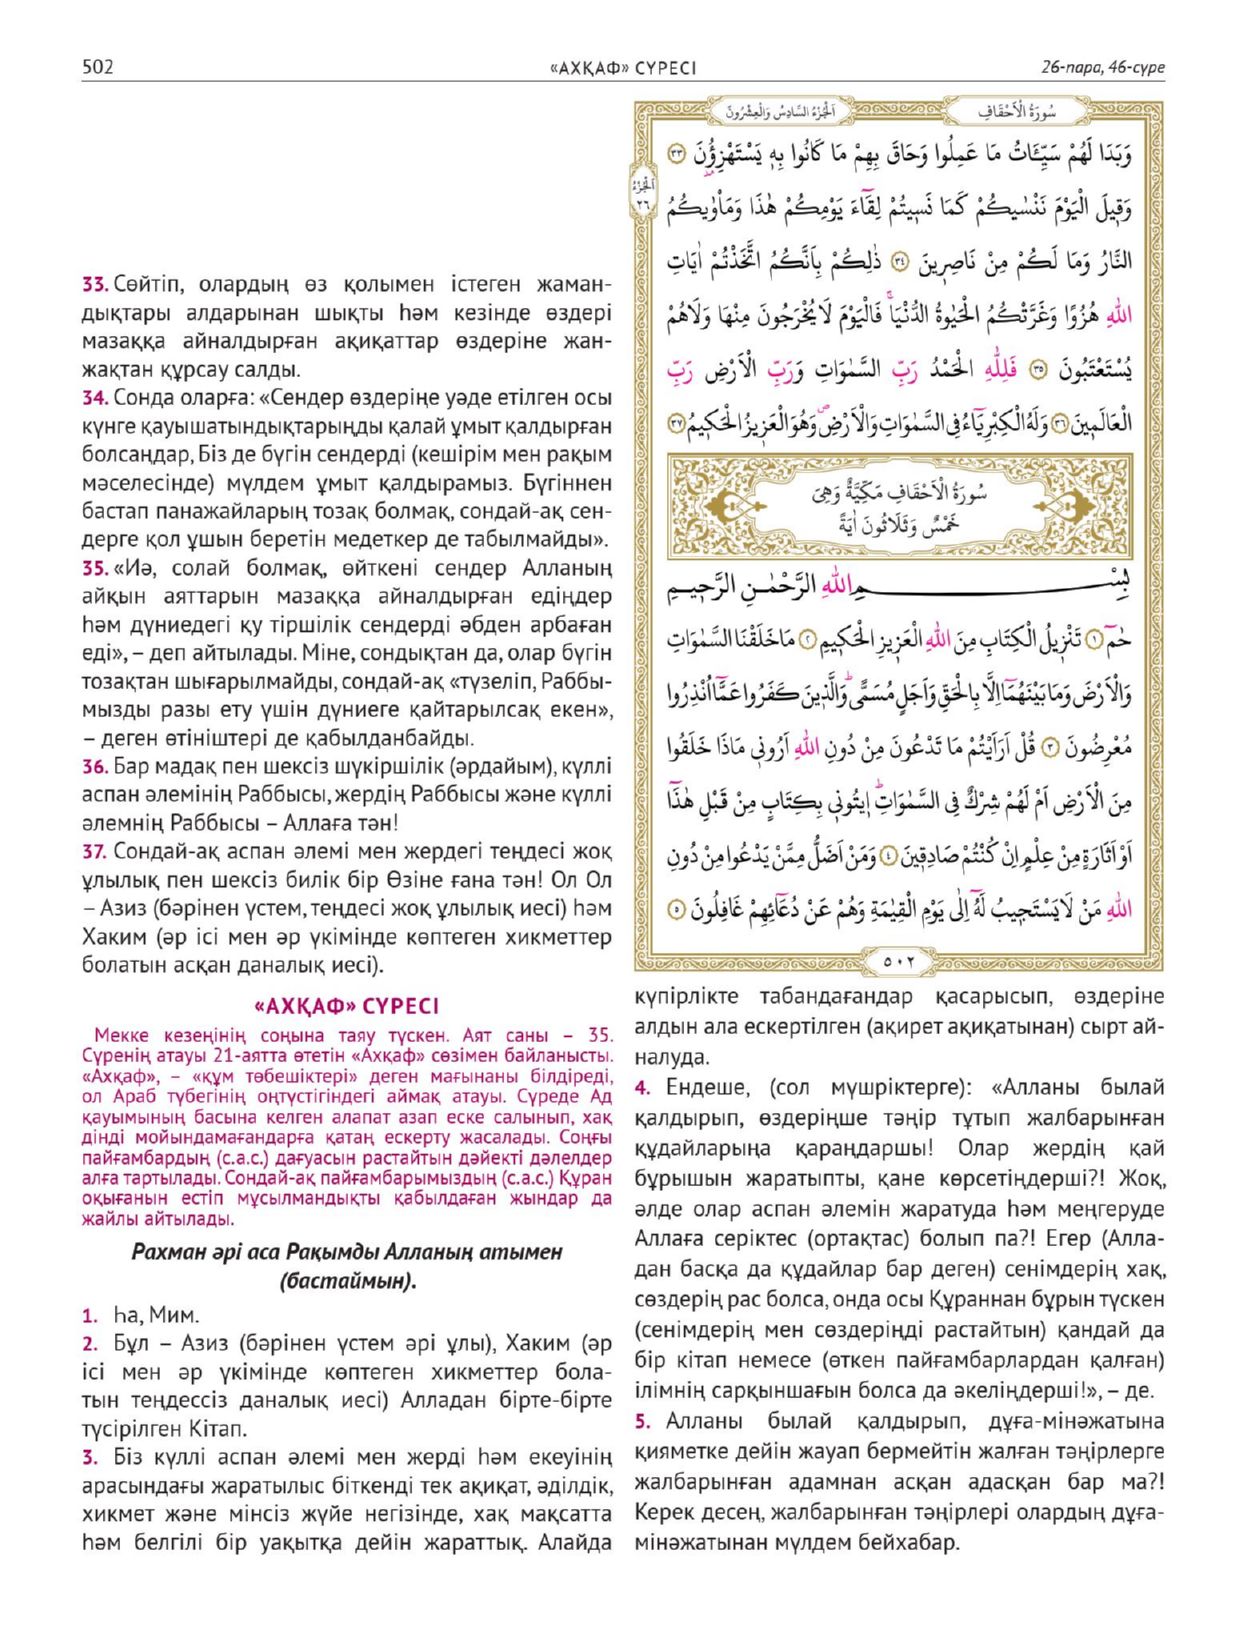 502
«АХҚАФ» СҮРЕСІ
26-пара, 46-сүре
33. Сөйтіп, олардың өз қолымен істеген жаман-
дықтары алдарынан шықты һәм кезінде өздері
мазаққа айналдырған ақиқаттар өздеріне жан-
жақтан құрсау салды.
34. Сонда оларға: «Сендер өздеріңе уәде етілген осы
күнге қауышатындықтарыңды қалай ұмыт қалдырған
болсаңдар, Біз де бүгін сендерді (кешірім мен рақым
мәселесінде) мүлдем ұмыт қалдырамыз. Бүгіннен
бастап панажайларың тозақ болмақ, сондай-ақ сен-
дерге қол ұшын беретін медеткер де табылмайды».
35. «Иә, солай болмақ, өйткені сендер Алланың
айқын аяттарын мазаққа айналдырған едіңдер
һәм дүниедегі қу тіршілік сендерді әбден арбаған
еді», – деп айтылады. Міне, сондықтан да, олар бүгін
тозақтан шығарылмайды, сондай-ақ «түзеліп, Раббы-
мызды разы ету үшін дүниеге қайтарылсақ екен»,
– деген өтініштері де қабылданбайды.
36. Бар мадақ пен шексіз шүкіршілік (әрдайым), күллі
аспан әлемінің Раббысы, жердің Раббысы және күллі
әлемнің Раббысы – Аллаға тән!
37. Сондай-ақ аспан әлемі мен жердегі теңдесі жоқ
ұлылық пен шексіз билік бір Өзіне ғана тән! Ол Ол
– Азиз (бәрінен үстем, теңдесі жоқ ұлылық иесі) һәм
Хаким (әр ісі мен әр үкімінде көптеген хикметтер
болатын асқан даналық иесі).
«АХҚАФ» СҮРЕСІ
Мекке кезеңінің соңына таяу түскен. Аят саны – 35.
Сүренің атауы 21-аятта өтетін «Ахқаф» сөзімен байланысты.
«Ахқаф», – «құм төбешіктері» деген мағынаны білдіреді,
ол Араб түбегінің оңтүстігіндегі аймақ атауы. Сүреде Ад
қауымының басына келген алапат азап еске салынып, хақ
дінді мойындамағандарға қатаң ескерту жасалады. Соңғы
пайғамбардың (с.а.с.) дағуасын растайтын дәйекті дәлелдер
алға тартылады. Сондай-ақ пайғамбарымыздың (с.а.с.) Құран
оқығанын естіп мұсылмандықты қабылдаған жындар да
жайлы айтылады.
Рахман әрі аса Рақымды Алланың атымен
(бастаймын).
1. Һа, Мим.
2. Бұл – Азиз (бәрінен үстем әрі ұлы), Хаким (әр
ісі мен әр үкімінде көптеген хикметтер бола-
тын теңдессіз даналық иесі) Алладан бірте-бірте
түсірілген Кітап.
3. Біз күллі аспан әлемі мен жерді һәм екеуінің
арасындағы жаратылыс біткенді тек ақиқат, әділдік,
хикмет және мінсіз жүйе негізінде, хақ мақсатта
һәм белгілі бір уақытқа дейін жараттық. Алайда
سُورَةُ الْاَحْقَافِ
اَلْجُزْءُ السَّادِسُ وَالْعِشْرُونَ
اَلْجُزْءُ
٢٦
وَبَدَا لَهُمْ سَيِّـَٔاتُ مَا عَمِلُوا وَحَاقَ بِهِمْ مَا كَانُوا بِهٖ يَسْتَهْزِؤُنَ ٣٣
وَقِيلَ الْيَوْمَ نَنْسٰيكُمْ كَمَا نَسٖيتُمْ لِقَٓاءَ يَوْمِكُمْ هٰذَا وَمَأْوٰيكُمُ
النَّارُ وَمَا لَكُمْ مِنْ نَاصِرٖينَ ٣٤ ذٰلِكُمْ بِاَنَّكُمُ اتَّخَذْتُمْ اٰيَاتِ
اللّٰهِ هُزُوًا وَغَرَّتْكُمُ الْحَيٰوةُ الدُّنْيَاۚ فَالْيَوْمَ لَا يُخْرَجُونَ مِنْهَا وَلَا هُمْ
يُسْتَعْتَبُونَ ٣٥ فَلِلّٰهِ الْحَمْدُ رَبِّ السَّمٰوَاتِ وَرَبِّ الْاَرْضِ رَبِّ
الْعَالَمٖينَ ٣٦ وَلَهُ الْكِبْرِيَٓاءُ فِي السَّمٰوَاتِ وَالْاَرْضِۖ وَهُوَ الْعَزٖيزُ الْحَكٖيمُ ٣٧
سُورَةُ الْاَحْقَافِ مَكِّيَّةٌ وَهِيَ
خَمْسٌ وَثَلَاثُونَ اٰيَةً
بِسْمِ اللّٰهِ الرَّحْمٰنِ الرَّحٖيمِ
حٰمٓ ١ تَنْزٖيلُ الْكِتَابِ مِنَ اللّٰهِ الْعَزٖيزِ الْحَكٖيمِ ٢ مَا خَلَقْنَا السَّمٰوَاتِ
وَالْاَرْضَ وَمَا بَيْنَهُمَٓا اِلَّا بِالْحَقِّ وَاَجَلٍ مُسَمًّىۜ وَالَّذٖينَ كَفَرُوا عَمَّٓا اُنْذِرُوا
مُعْرِضُونَ ٣ قُلْ اَرَاَيْتُمْ مَا تَدْعُونَ مِنْ دُونِ اللّٰهِ اَرُونٖي مَاذَا خَلَقُوا
مِنَ الْاَرْضِ اَمْ لَهُمْ شِرْكٌ فِي السَّمٰوَاتِۜ اٖيتُونٖي بِكِتَابٍ مِنْ قَبْلِ هٰذَٓا
اَوْ اَثَارَةٍ مِنْ عِلْمٍ اِنْ كُنْتُمْ صَادِقٖينَ ٤ وَمَنْ اَضَلُّ مِمَّنْ يَدْعُوا مِنْ دُونِ
اللّٰهِ مَنْ لَا يَسْتَجٖيبُ لَهُٓ اِلٰى يَوْمِ الْقِيٰمَةِ وَهُمْ عَنْ دُعَٓائِهِمْ غَافِلُونَ ٥
٥٠٢
күпірлікте табандағандар қасарысып, өздеріне
алдын ала ескертілген (ақирет ақиқатынан) сырт ай-
налуда.
4. Ендеше, (сол мүшріктерге): «Алланы былай
қалдырып, өздеріңше тәңір тұтып жалбарынған
құдайларыңа қараңдаршы! Олар жердің қай
бұрышын жаратыпты, қане көрсетіңдерші?! Жоқ,
әлде олар аспан әлемін жаратуда һәм меңгеруде
Аллаға серіктес (ортақтас) болып па?! Егер (Алла-
дан басқа да құдайлар бар деген) сенімдерің хақ,
сөздерің рас болса, онда осы Құраннан бұрын түскен
(сенімдерің мен сөздеріңді растайтын) қандай да
бір кітап немесе (өткен пайғамбарлардан қалған)
ілімнің сарқыншағын болса да әкеліңдерші!», – де.
5. Алланы былай қалдырып, дұға-мінәжатына
қияметке дейін жауап бермейтін жалған тәңірлерге
жалбарынған адамнан асқан адасқан бар ма?!
Керек десең, жалбарынған тәңірлері олардың дұға-
мінәжатынан мүлдем бейхабар.